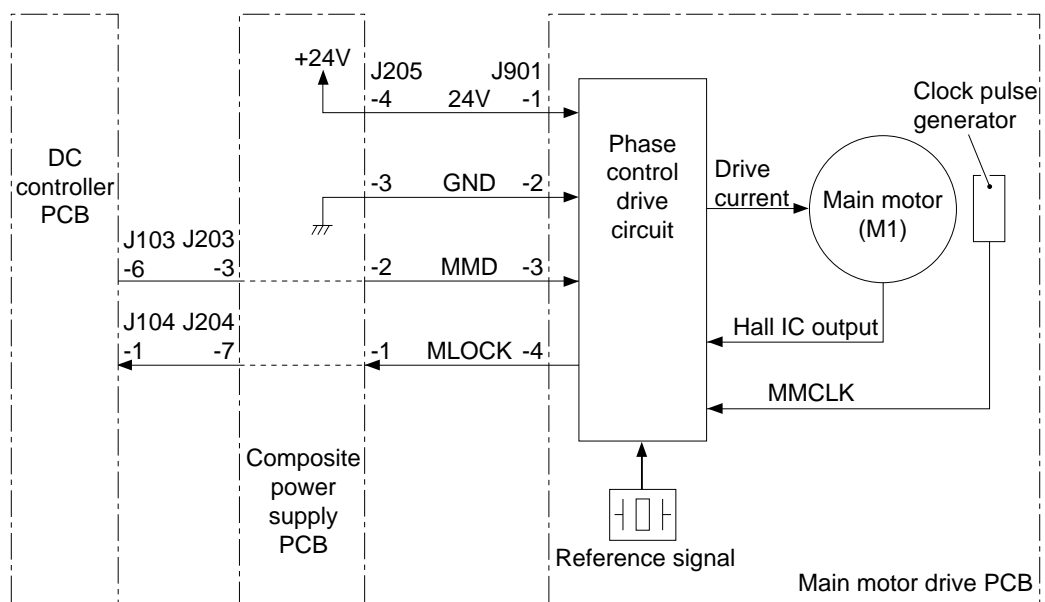 +24V
J205
J901
-4
24V
-1
Clock pulse
generator
DC
controller
PCB
Phase
control
drive
circuit
Drive
current
Main motor
(M1)
-3
GND
-2
J103
J203
-6
-3
-2
MMD
-3
J104
J204
-1
-7
-1
MLOCK
-4
Hall IC output
MMCLK
Composite
power
supply
PCB
Reference signal
Main motor drive PCB